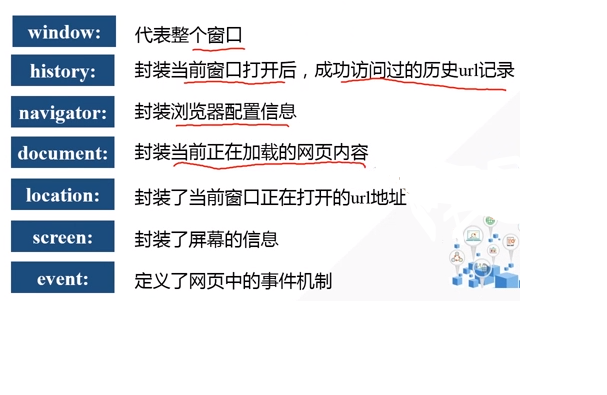 window: 代表整个窗口
history: 封装当前窗口打开后，成功访问过的历史url记录
navigator: 封装浏览器配置信息
document: 封装当前正在加载的网页内容
location: 封装了当前窗口正在打开的url地址
screen: 封装了屏幕的信息
event: 定义了网页中的事件机制